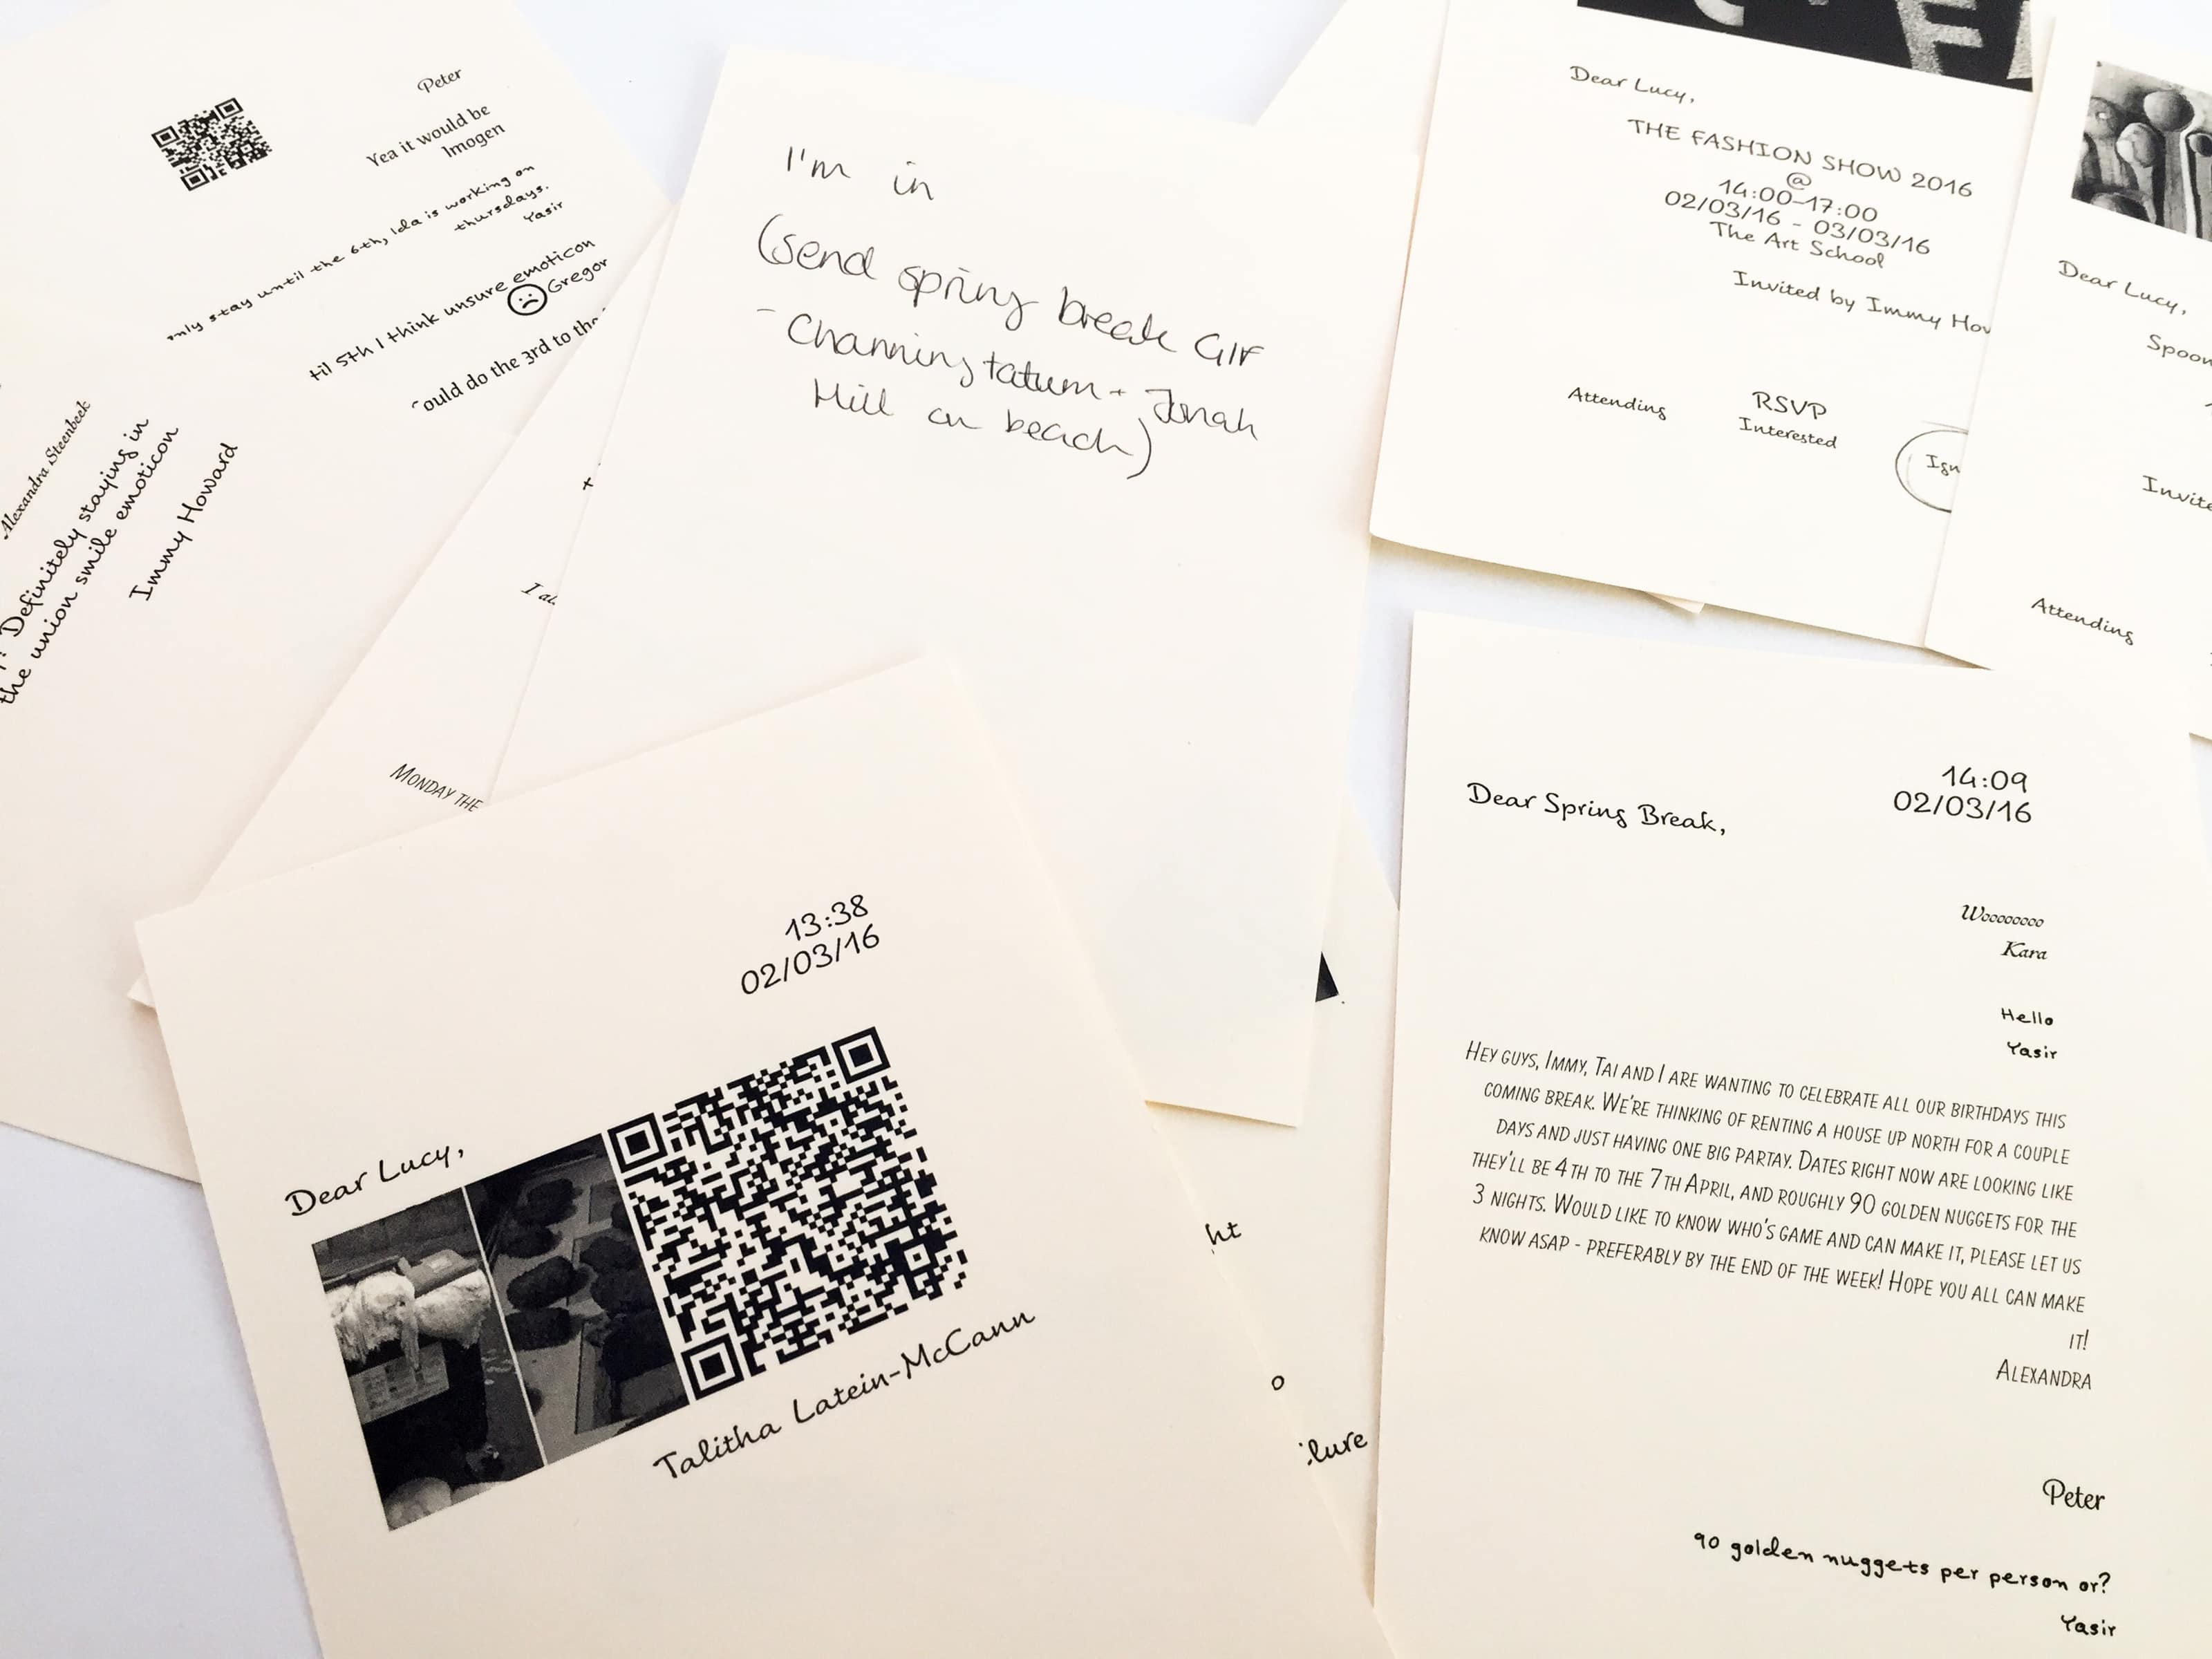 Peter
Yea it would be
Imogen
only stay until the 6th, Ida is working on
thursdays.
Yasir
til 5th I think unsure emoticon
Gregor
ould do the 3rd to the
Alexandra Steenbeek
Definitely staying in
the union smile emoticon
Immy Howard
+
MONDAY THE
I'm in
(send spring break GIF
- Channing tatum + Jonah
Hill on beach)
Dear Lucy,
THE FASHION SHOW 2016
@
14:00-17:00
02/03/16 - 03/03/16
The Art School
Invited by Immy How
RSVP
Attending
Interested
Ign
Dear Lucy,
Spoon
Invite
Attending
13:38
02/03/16
Dear Lucy,
Talitha Latein-McCann
ht
o
ilure
14:09
02/03/16
Dear Spring Break,
Woooooooo
Kara
Hello
Yasir
HEY GUYS, IMMY, TAI AND I ARE WANTING TO CELEBRATE ALL OUR BIRTHDAYS THIS
COMING BREAK. WE'RE THINKING OF RENTING A HOUSE UP NORTH FOR A COUPLE
DAYS AND JUST HAVING ONE BIG PARTAY. DATES RIGHT NOW ARE LOOKING LIKE
THEY'LL BE 4TH TO THE 7TH APRIL, AND ROUGHLY 90 GOLDEN NUGGETS FOR THE
3 NIGHTS. WOULD LIKE TO KNOW WHO'S GAME AND CAN MAKE IT, PLEASE LET US
KNOW ASAP - PREFERABLY BY THE END OF THE WEEK! HOPE YOU ALL CAN MAKE
IT!
ALEXANDRA
Peter
90 golden nuggets per person or?
Yasir